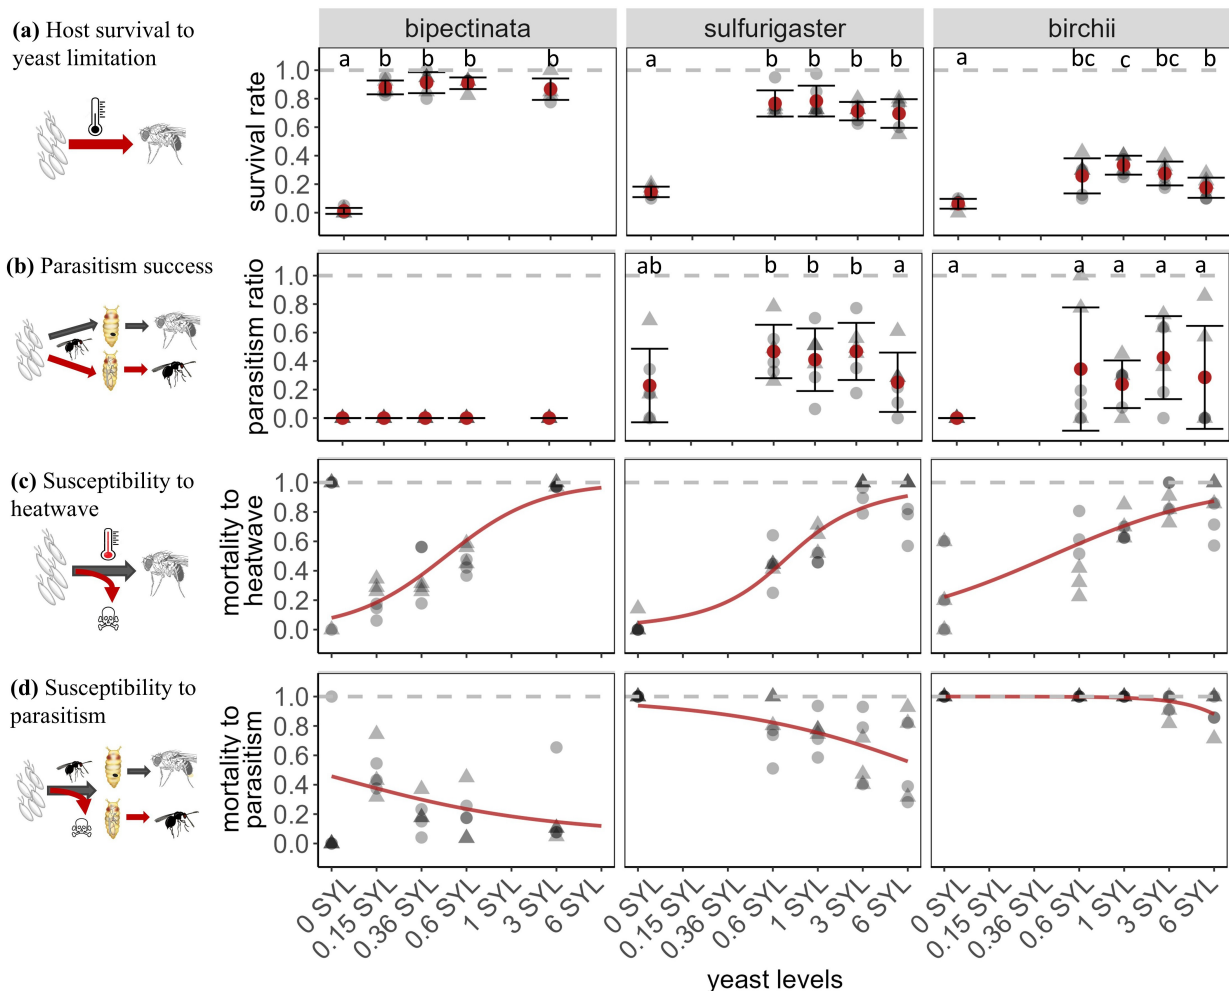 bipectinata sulfurigaster birchii
(a) Host survival to
yeast limitation
survival rate
1.0
0.8
0.6
0.4
0.2
0.0
a b b b b
a b b b b
a bc c bc b
(b) Parasitism success
parasitism ratio
1.0
0.8
0.6
0.4
0.2
0.0
ab b b b a
a a a a a
(c) Susceptibility to
heatwave
mortality to
heatwave
1.0
0.8
0.6
0.4
0.2
0.0
(d) Susceptibility to
parasitism
mortality to
parasitism
1.0
0.8
0.6
0.4
0.2
0.0
0 SYL 0.15 SYL 0.36 SYL 0.6 SYL 1 SYL 3 SYL 6 SYL
0 SYL 0.15 SYL 0.36 SYL 0.6 SYL 1 SYL 3 SYL 6 SYL
0 SYL 0.15 SYL 0.36 SYL 0.6 SYL 1 SYL 3 SYL 6 SYL
yeast levels